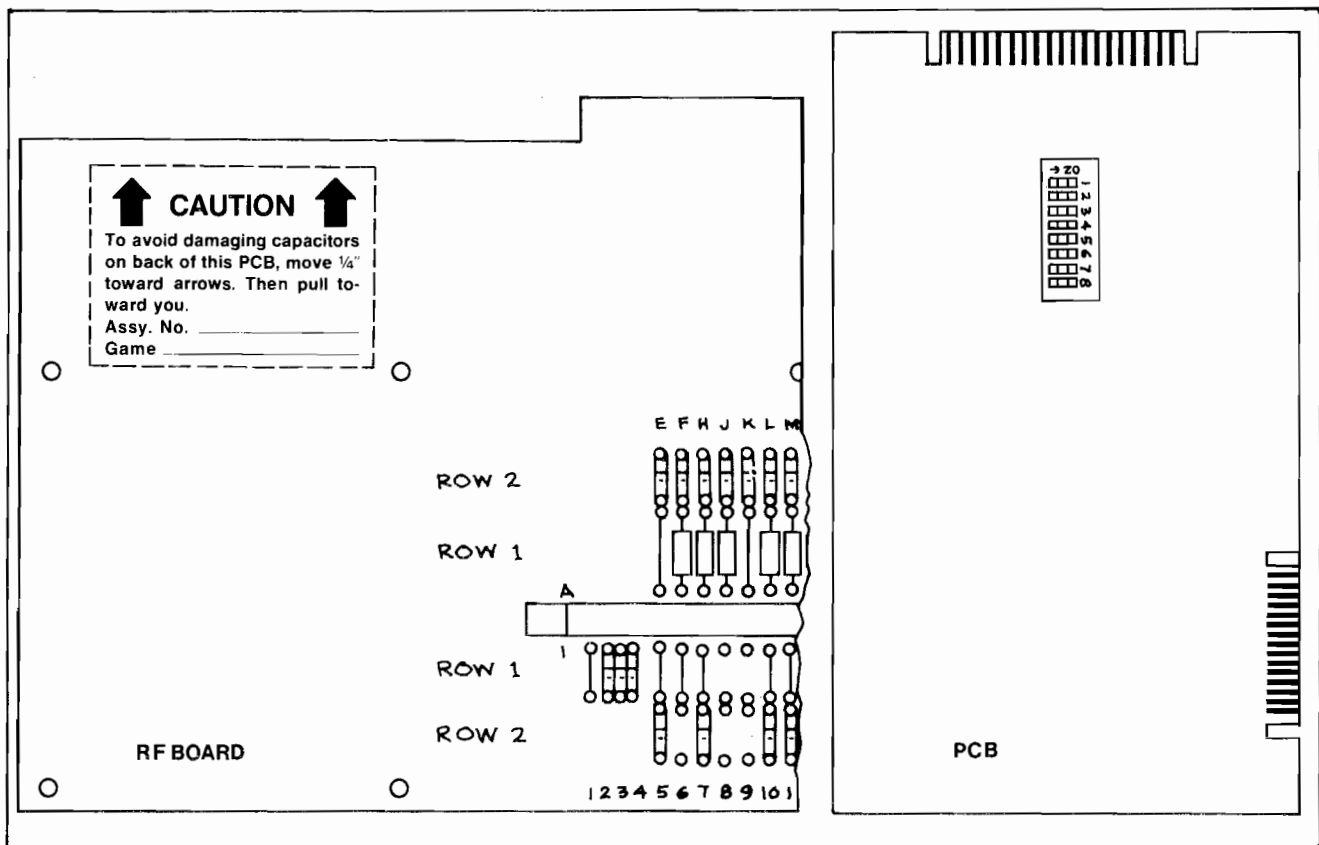 CAUTION
To avoid damaging capacitors
on back of this PCB, move ¼"
toward arrows. Then pull to-
ward you.
Assy. No.
Game
E F H J K L M
ROW 2
ROW 1
A
1
ROW 1
ROW 2
RF BOARD
1 2 3 4 5 6 7 8 9 10 1
ON
1
2
3
4
5
6
7
8
PCB